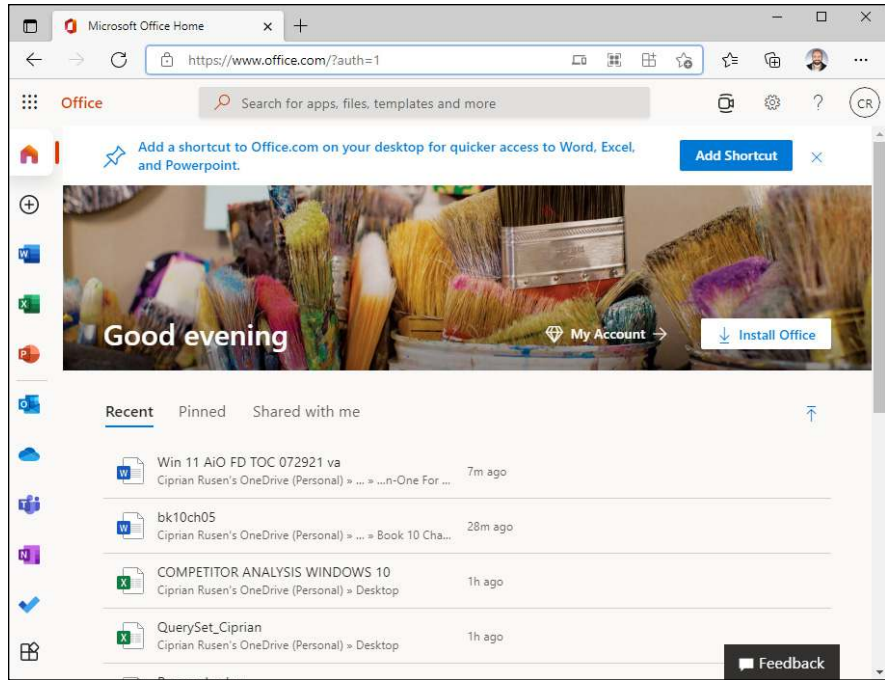 Microsoft Office Home
https://www.office.com/?auth=1
Office
Search for apps, files, templates and more
CR
Add a shortcut to Office.com on your desktop for quicker access to Word, Excel,
and Powerpoint.
Add Shortcut
Good evening
My Account
Install Office
Recent Pinned Shared with me
Win 11 AiO FD TOC 072921 va
Ciprian Rusen's OneDrive (Personal) » ... » ...n-One For ...
7m ago
bk10ch05
Ciprian Rusen's OneDrive (Personal) » ... » Book 10 Cha...
28m ago
COMPETITOR ANALYSIS WINDOWS 10
Ciprian Rusen's OneDrive (Personal) » Desktop
1h ago
QuerySet_Ciprian
Ciprian Rusen's OneDrive (Personal) » Desktop
1h ago
Feedback